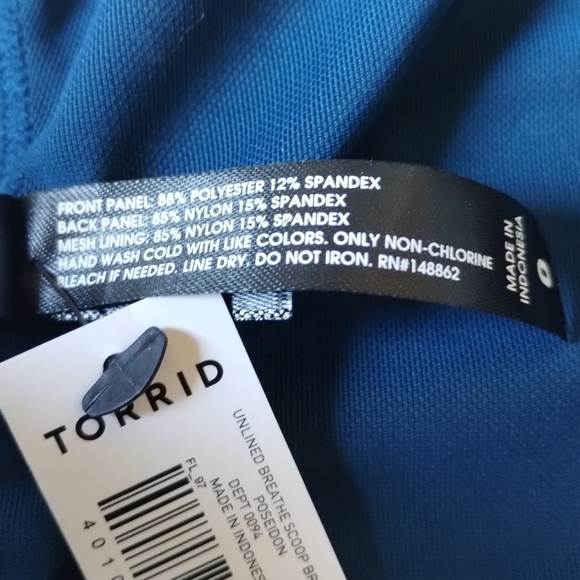 FRONT PANEL: 88% POLYESTER 12% SPANDEX
BACK PANEL: 85% NYLON 15% SPANDEX
MESH LINING: 85% NYLON 15% SPANDEX
HAND WASH COLD WITH LIKE COLORS. ONLY NON-CHLORINE
BLEACH IF NEEDED. LINE DRY. DO NOT IRON. RN#148862
MADE IN
INDONESIA
0
TORRID
UNLINED BREATHE SCOOP BR
POSEIDON
DEPT 0094
MADE IN INDONES
FL_97
401